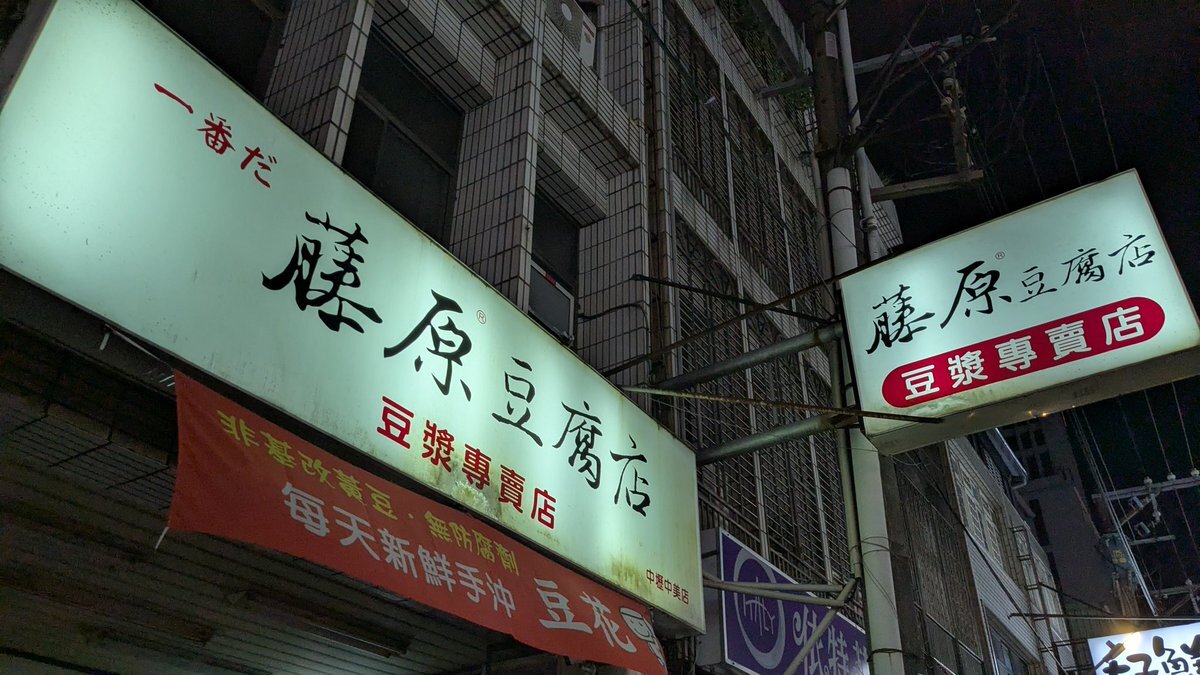 一番だ
藤原®豆腐店
豆漿專賣店
中壢中美店
非基改黃豆．無防腐劑
每天新鮮手沖 豆花
藤原®豆腐店
豆漿專賣店